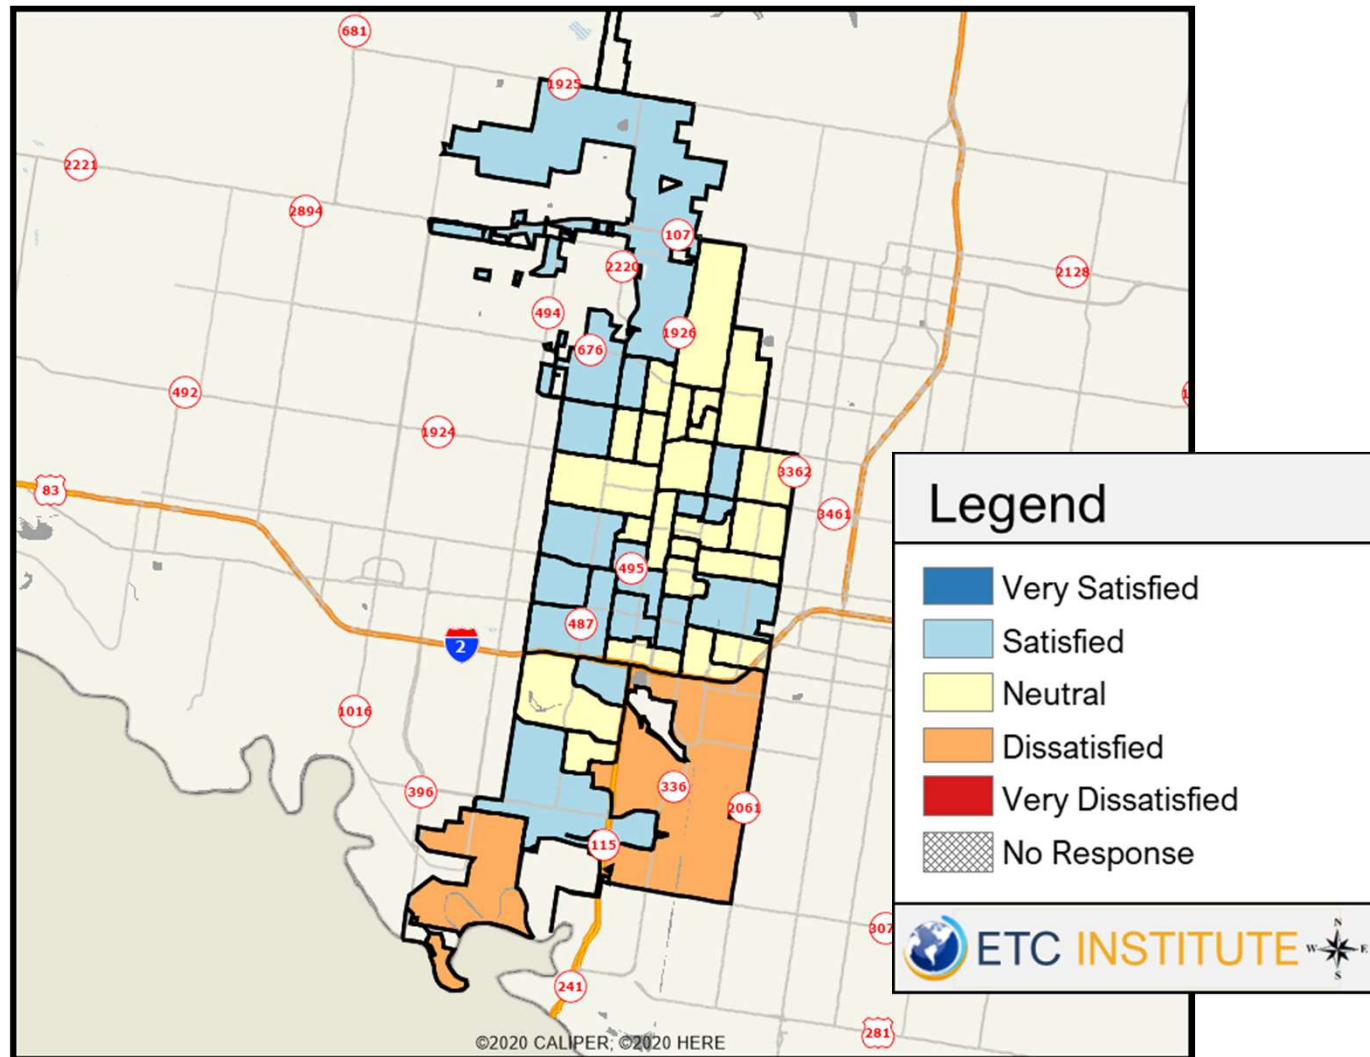 681
1925
2221
2894
107
2220
2128
494
1926
676
492
1924
3362
83
3461
495
487
2
1016
336
396
2061
115
307
241
281
©2020 CALIPER; ©2020 HERE
Legend
Very Satisfied
Satisfied
Neutral
Dissatisfied
Very Dissatisfied
No Response
ETC INSTITUTE
N
W E
S